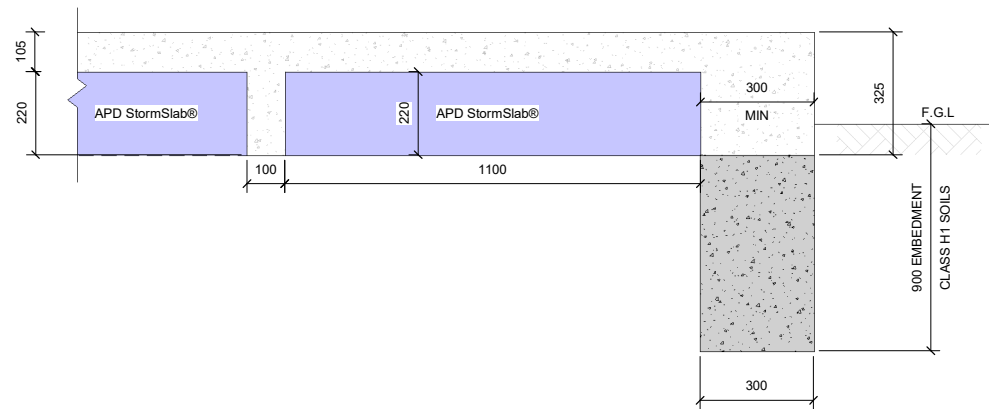 105
220
APD StormSlab®
220
APD StormSlab®
300
MIN
325
F.G.L
100
1100
900 EMBEDMENT
CLASS H1 SOILS
300